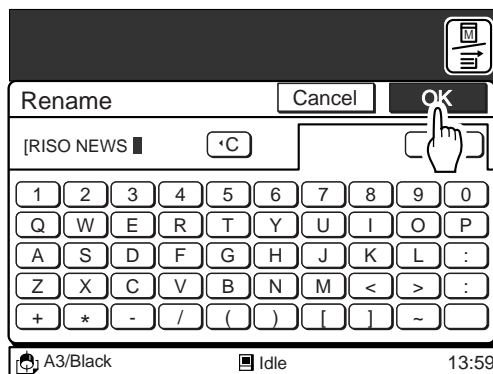 M
Rename Cancel OK
[RISO NEWS C
1 2 3 4 5 6 7 8 9 0
Q W E R T Y U I O P
A S D F G H J K L :
Z X C V B N M < > :
+ * - / ( ) [ ] ~
A3/Black Idle 13:59